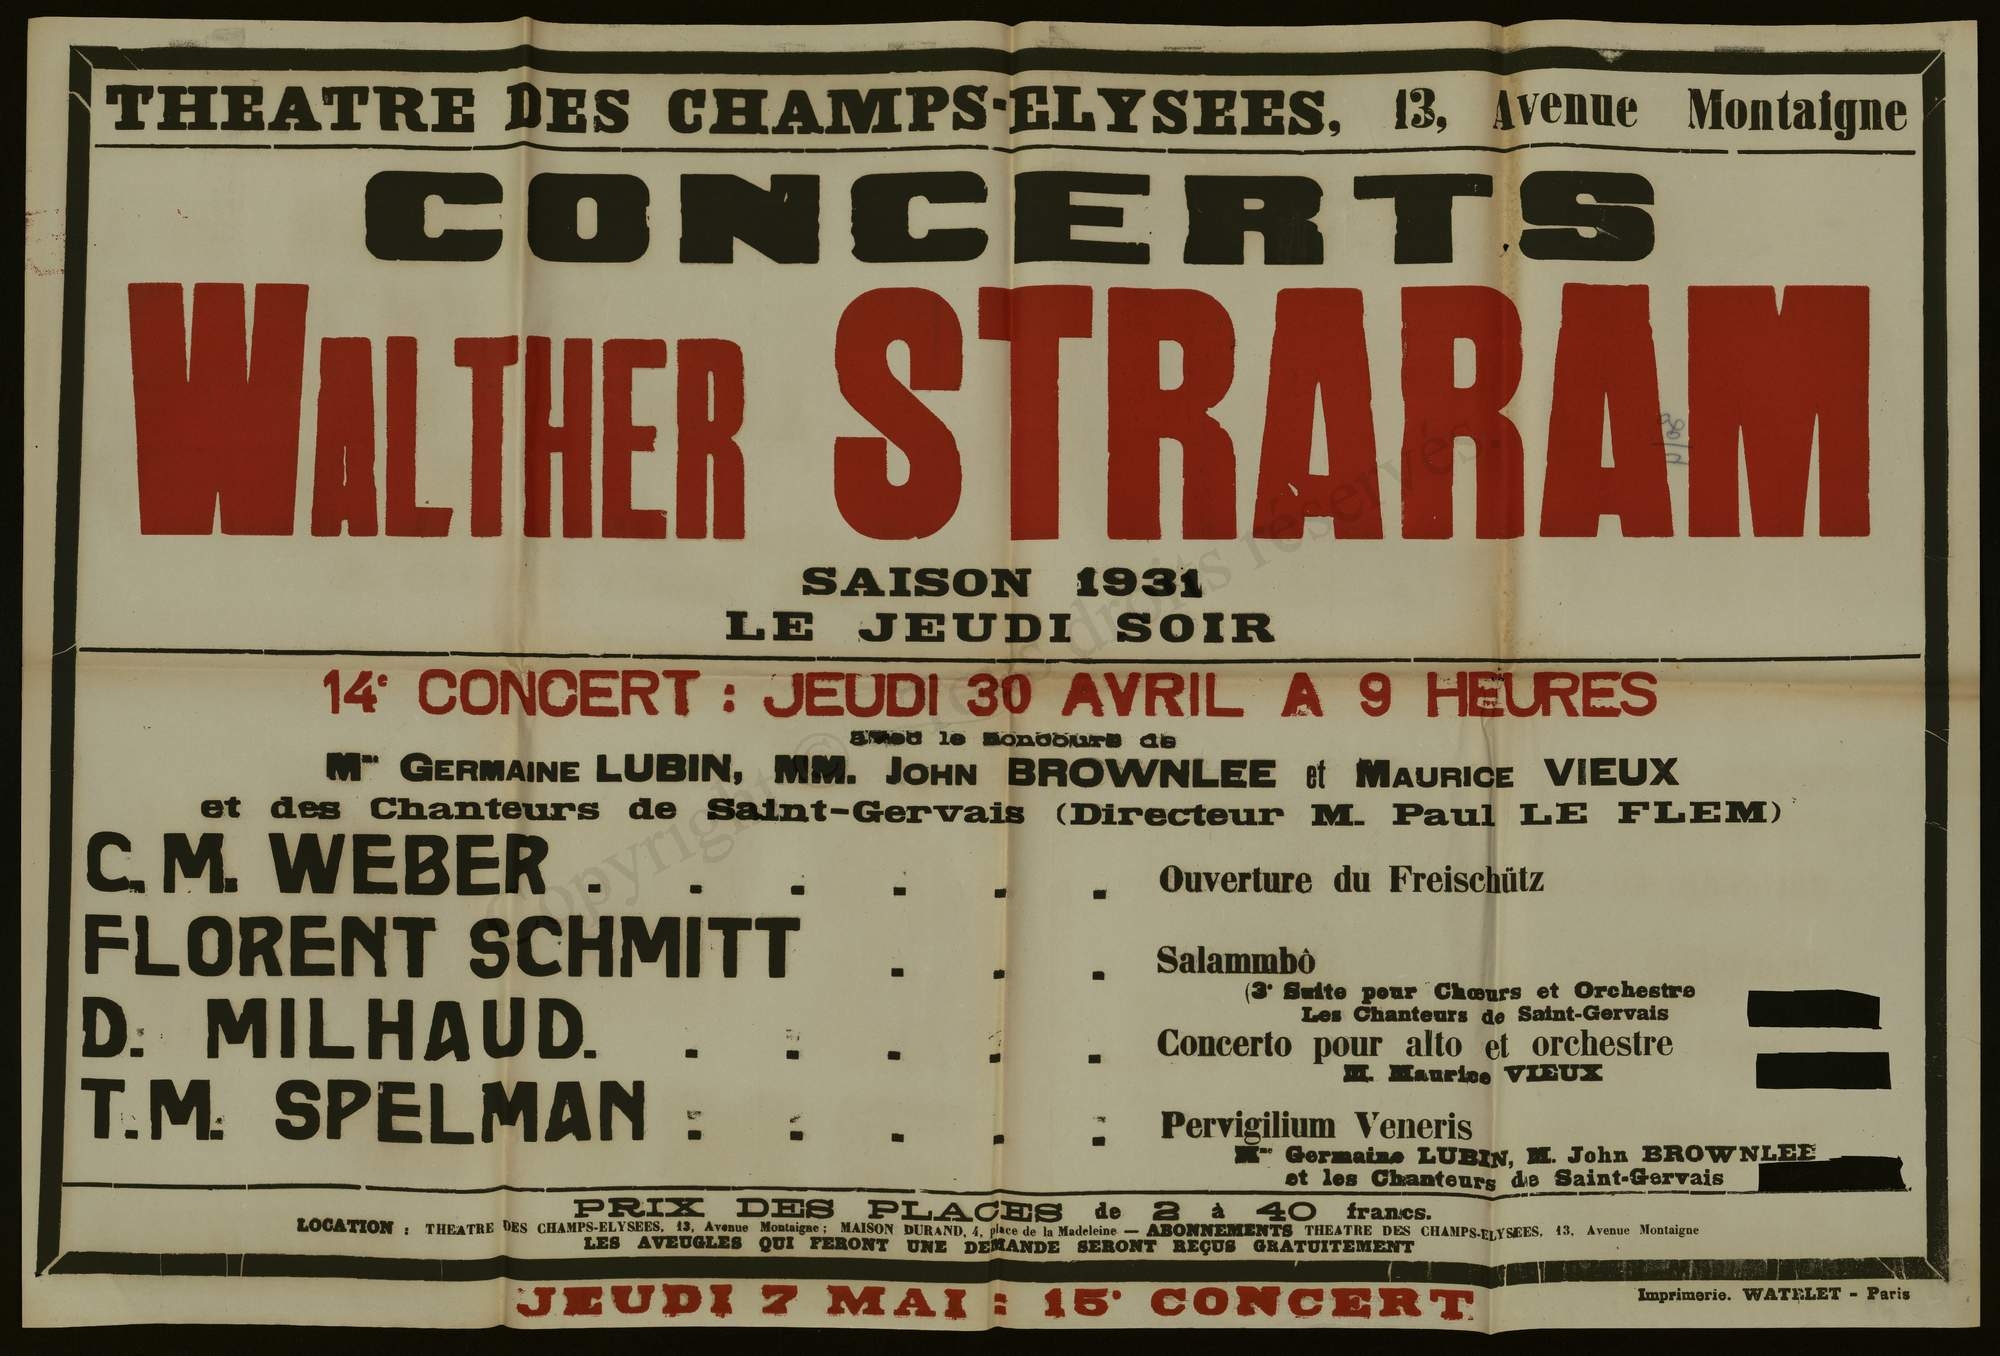 THEATRE DES CHAMPS-ELYSEES, 13, Avenue Montaigne
CONCERTS
WALTHER STRARAM
SAISON 1931
LE JEUDI SOIR
14e CONCERT : JEUDI 30 AVRIL A 9 HEURES
avec le concours de
Mme GERMAINE LUBIN, MM. JOHN BROWNLEE et MAURICE VIEUX
et des Chanteurs de Saint-Gervais (Directeur M. Paul LE FLEM)
C. M. WEBER . . . . . . Ouverture du Freischütz
FLORENT SCHMITT . . . Salammbô
(3e Suite pour Chœurs et Orchestre
Les Chanteurs de Saint-Gervais
D. MILHAUD. . . . . . Concerto pour alto et orchestre
M. Maurice VIEUX
T. M. SPELMAN . . . . . Pervigilium Veneris
Mme Germaine LUBIN, M. John BROWNLEE
et les Chanteurs de Saint-Gervais
PRIX DES PLACES de 2 à 40 francs.
LOCATION : THEATRE DES CHAMPS-ELYSEES, 13, Avenue Montaigne ; MAISON DURAND, 4, place de la Madeleine — ABONNEMENTS THEATRE DES CHAMPS-ELYSEES, 13, Avenue Montaigne
LES AVEUGLES QUI FERONT UNE DEMANDE SERONT REÇUS GRATUITEMENT
JEUDI 7 MAI : 15e CONCERT
Imprimerie. WATELET - Paris
Copyright © Tous droits réservés.